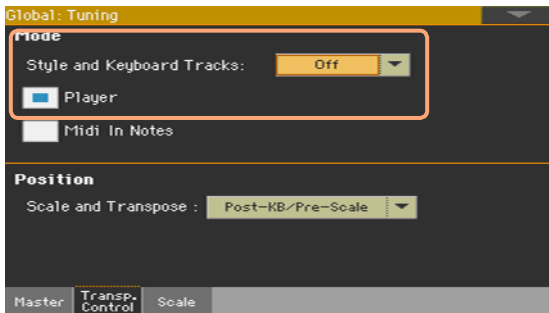 Global: Tuning
Mode
Style and Keyboard Tracks: Off
Player
Midi In Notes
Position
Scale and Transpose : Post-KB/Pre-Scale
Master Transp. Control Scale